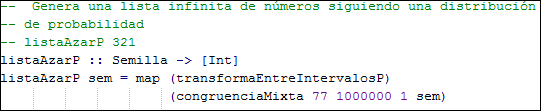 -- Genera una lista infinita de números siguiendo una distribución
-- de probabilidad
-- listaAzarP 321
listaAzarP :: Semilla -> [Int]
listaAzarP sem = map (transformaEntreIntervalosP)
(congruenciaMixta 77 1000000 1 sem)